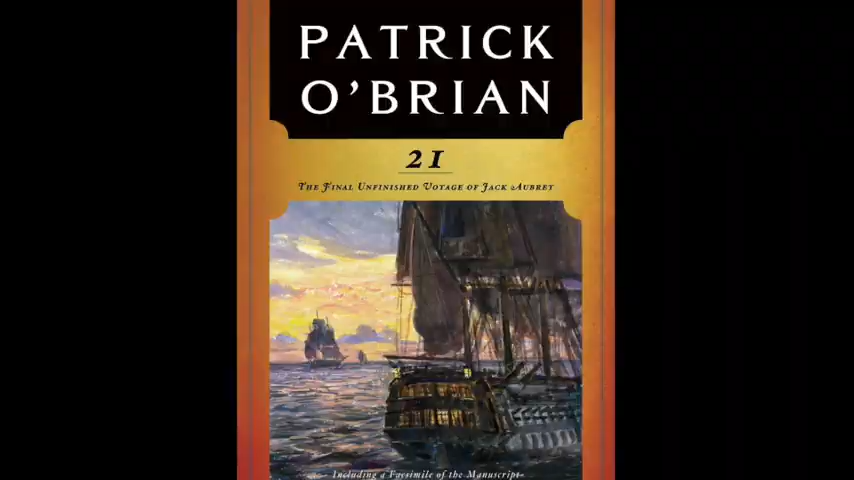 PATRICK
O'BRIAN
21
The Final Unfinished Voyage of Jack Aubrey
Including a Facsimile of the Manuscript